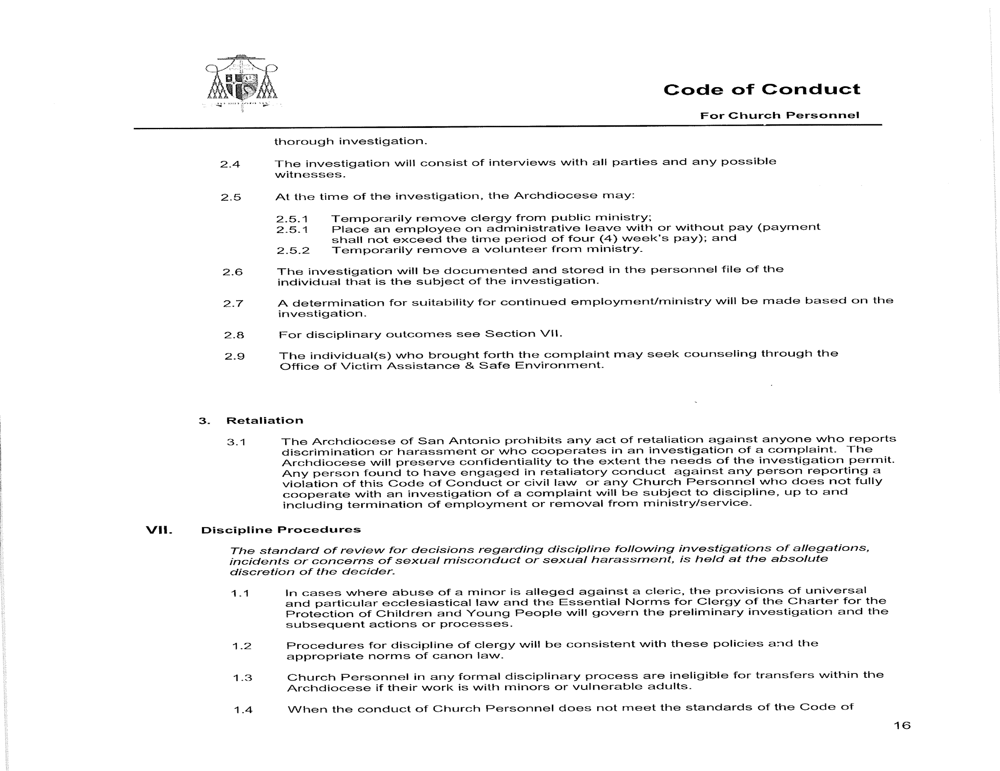 Code of Conduct
For Church Personnel
thorough investigation.
2.4 The investigation will consist of interviews with all parties and any possible
witnesses.
2.5 At the time of the investigation, the Archdiocese may:
2.5.1 Temporarily remove clergy from public ministry;
2.5.1 Place an employee on administrative leave with or without pay (payment
shall not exceed the time period of four (4) week's pay); and
2.5.2 Temporarily remove a volunteer from ministry.
2.6 The investigation will be documented and stored in the personnel file of the
individual that is the subject of the investigation.
2.7 A determination for suitability for continued employment/ministry will be made based on the
investigation.
2.8 For disciplinary outcomes see Section VII.
2.9 The individual(s) who brought forth the complaint may seek counseling through the
Office of Victim Assistance & Safe Environment.
3. Retaliation
3.1 The Archdiocese of San Antonio prohibits any act of retaliation against anyone who reports
discrimination or harassment or who cooperates in an investigation of a complaint. The
Archdiocese will preserve confidentiality to the extent the needs of the investigation permit.
Any person found to have engaged in retaliatory conduct against any person reporting a
violation of this Code of Conduct or civil law or any Church Personnel who does not fully
cooperate with an investigation of a complaint will be subject to discipline, up to and
including termination of employment or removal from ministry/service.
VII. Discipline Procedures
The standard of review for decisions regarding discipline following investigations of allegations,
incidents or concerns of sexual misconduct or sexual harassment, is held at the absolute
discretion of the decider.
1.1 In cases where abuse of a minor is alleged against a cleric, the provisions of universal
and particular ecclesiastical law and the Essential Norms for Clergy of the Charter for the
Protection of Children and Young People will govern the preliminary investigation and the
subsequent actions or processes.
1.2 Procedures for discipline of clergy will be consistent with these policies and the
appropriate norms of canon law.
1.3 Church Personnel in any formal disciplinary process are ineligible for transfers within the
Archdiocese if their work is with minors or vulnerable adults.
1.4 When the conduct of Church Personnel does not meet the standards of the Code of
16